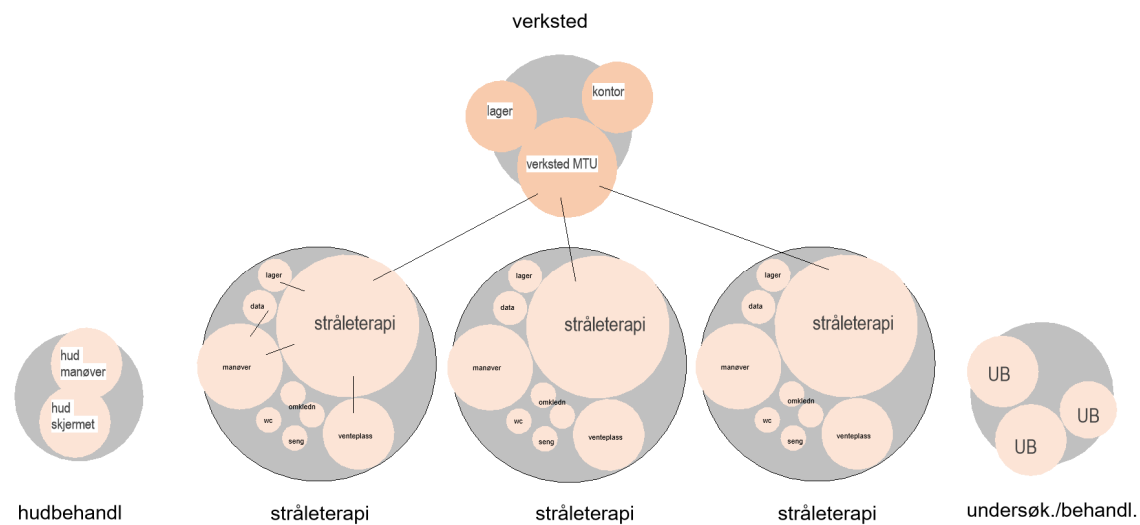 verksted
lager
kontor
verksted MTU
lager
data
stråleterapi
manøver
omkledn
wc
seng
venteplass
lager
data
stråleterapi
manøver
omkledn
wc
seng
venteplass
lager
data
stråleterapi
manøver
omkledn
wc
seng
venteplass
hud
manøver
hud
skjermet
UB
UB
UB
hudbehandl
stråleterapi
stråleterapi
stråleterapi
undersøk./behandl.